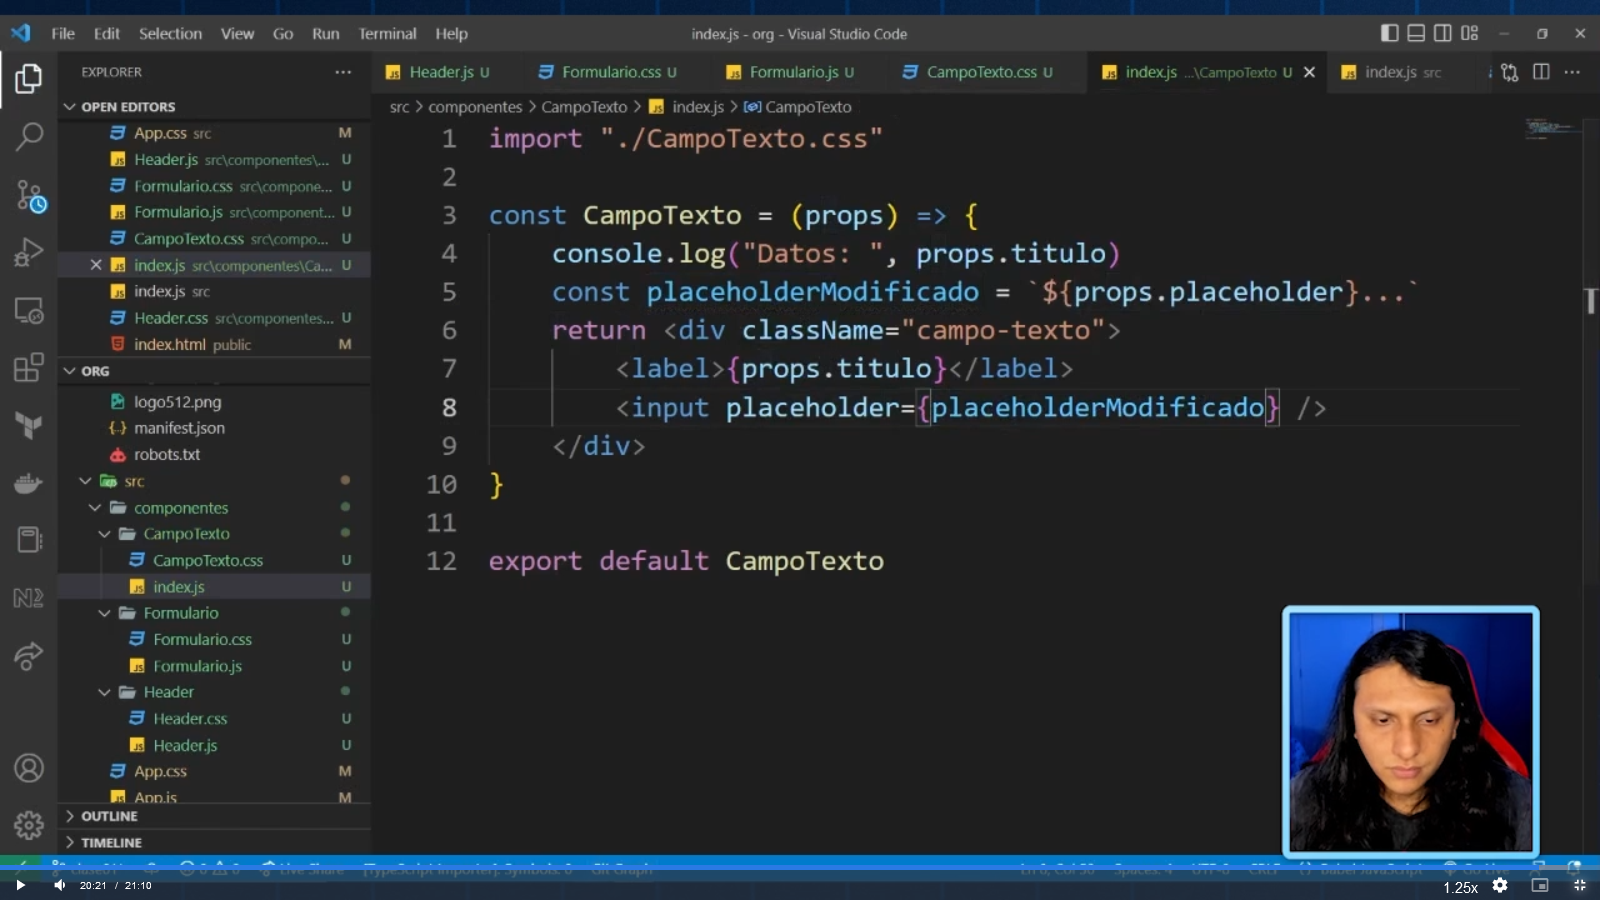 File Edit Selection View Go Run Terminal Help
index.js - org - Visual Studio Code
EXPLORER
Header.js U
Formulario.css U
Formulario.js U
CampoTexto.css U
index.js ...\CampoTexto U
index.js src
OPEN EDITORS
src > componentes > CampoTexto > index.js > CampoTexto
App.css src M
Header.js src\componentes\... U
Formulario.css src\compone... U
Formulario.js src\component... U
CampoTexto.css src\compo... U
index.js src\componentes\Ca... U
index.js src
Header.css src\componentes... U
index.html public M
ORG
logo512.png
manifest.json
robots.txt
src
componentes
CampoTexto
CampoTexto.css U
index.js U
Formulario
Formulario.css U
Formulario.js U
Header
Header.css U
Header.js U
App.css M
App.js M
OUTLINE
TIMELINE
1 import "./CampoTexto.css"
2
3 const CampoTexto = (props) => {
4 console.log("Datos: ", props.titulo)
5 const placeholderModificado = `${props.placeholder}...`
6 return <div className="campo-texto">
7 <label>{props.titulo}</label>
8 <input placeholder={placeholderModificado} />
9 </div>
10 }
11
12 export default CampoTexto
20:21 / 21:10
1.25x